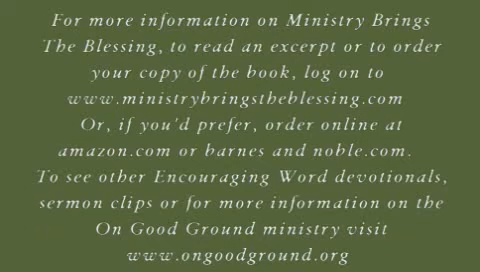 For more information on Ministry Brings
The Blessing, to read an excerpt or to order
your copy of the book, log on to
www.ministrybringstheblessing.com
Or, if you'd prefer, order online at
amazon.com or barnes and noble.com.
To see other Encouraging Word devotionals,
sermon clips or for more information on the
On Good Ground ministry visit
www.ongoodground.org